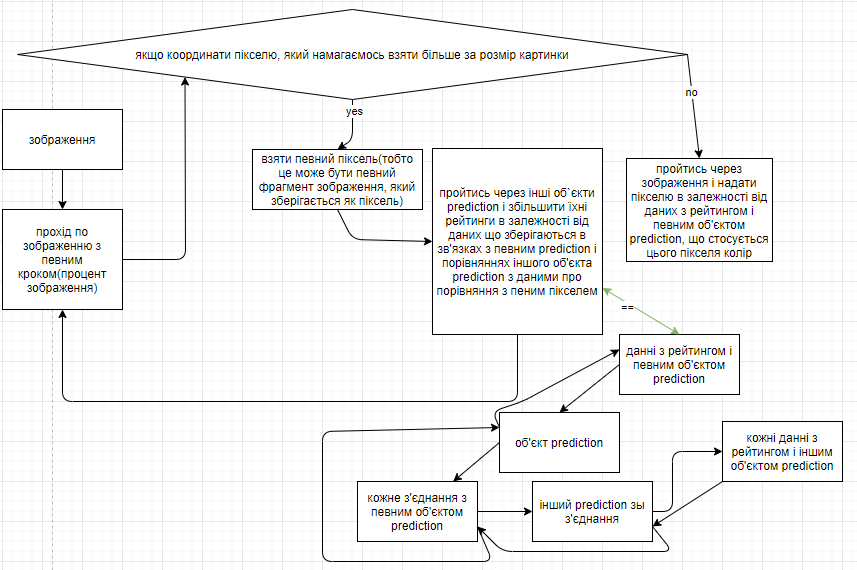 якщо координати пікселю, який намагаємось взяти більше за розмір картинки
yes
no
зображення
взяти певний піксель(тобто
це може бути певний
фрагмент зображення, який
зберігається як піксель)
пройтись через інші об`єкти
prediction і збільшити їхні
рейтинги в залежності від
даних що зберігаються в
зв'язках з певним prediction і
порівняннях іншого об'єкта
prediction з даними про
порівняння з пеним пікселем
пройтись через
зображення і надати
пікселю в залежності від
даних з рейтингом і
певним об'єктом
prediction, що стосується
цього пікселя колір
прохід по
зображенню з
певним
кроком(процент
зображення)
==
данні з рейтингом і
певним об'єктом
prediction
об'єкт prediction
кожне з'єднання з
певним об'єктом
prediction
інший prediction зы
з'єднання
кожні данні з
рейтингом і іншим
об'єктом prediction